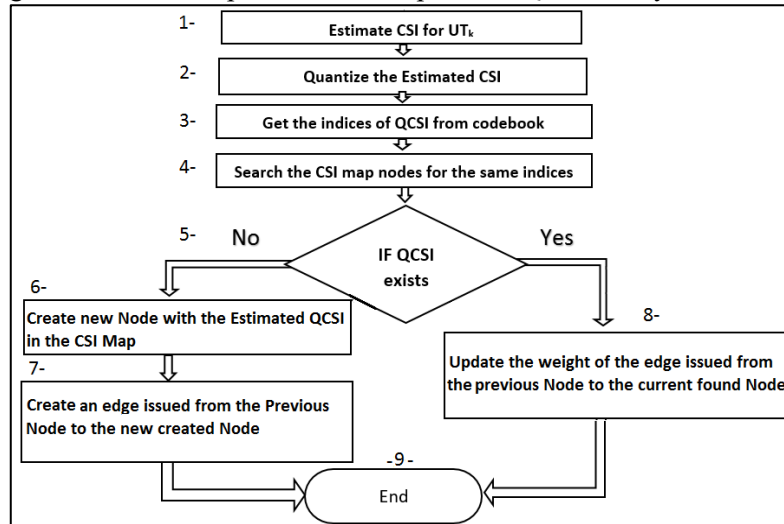 1- Estimate CSI for UTₖ
2- Quantize the Estimated CSI
3- Get the indices of QCSI from codebook
4- Search the CSI map nodes for the same indices
5- No Yes
IF QCSI
exists
6-
Create new Node with the Estimated QCSI
in the CSI Map
7-
Create an edge issued from the Previous
Node to the new created Node
8-
Update the weight of the edge issued from
the previous Node to the current found Node
-9-
End